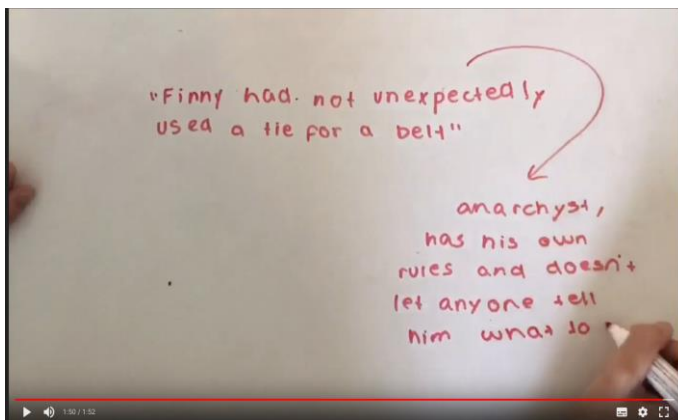 "Finny had. not unexpectedly
used a tie for a belt"
anarchyst,
has his own
rules and doesn't
let anyone tell
him what to
1:50 / 1:52